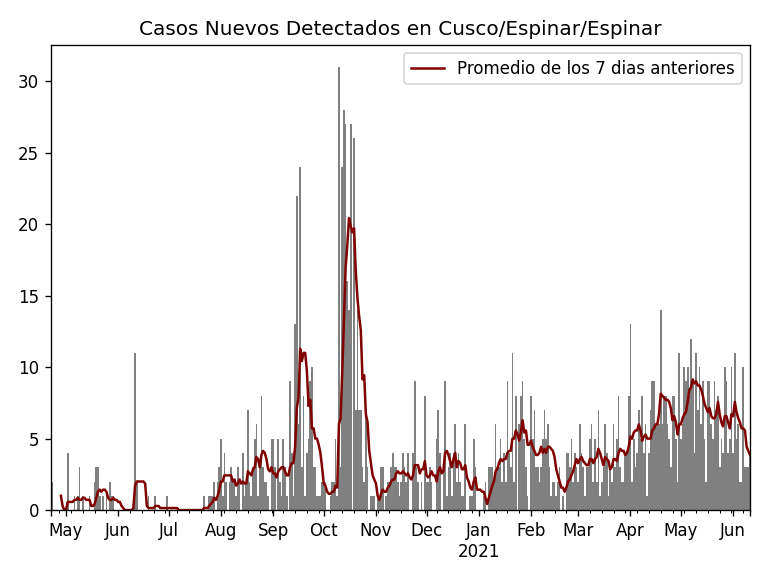 Casos Nuevos Detectados en Cusco/Espinar/Espinar
Promedio de los 7 dias anteriores
30
25
20
15
10
5
0
May Jun Jul Aug Sep Oct Nov Dec Jan Feb Mar Apr May Jun
2021